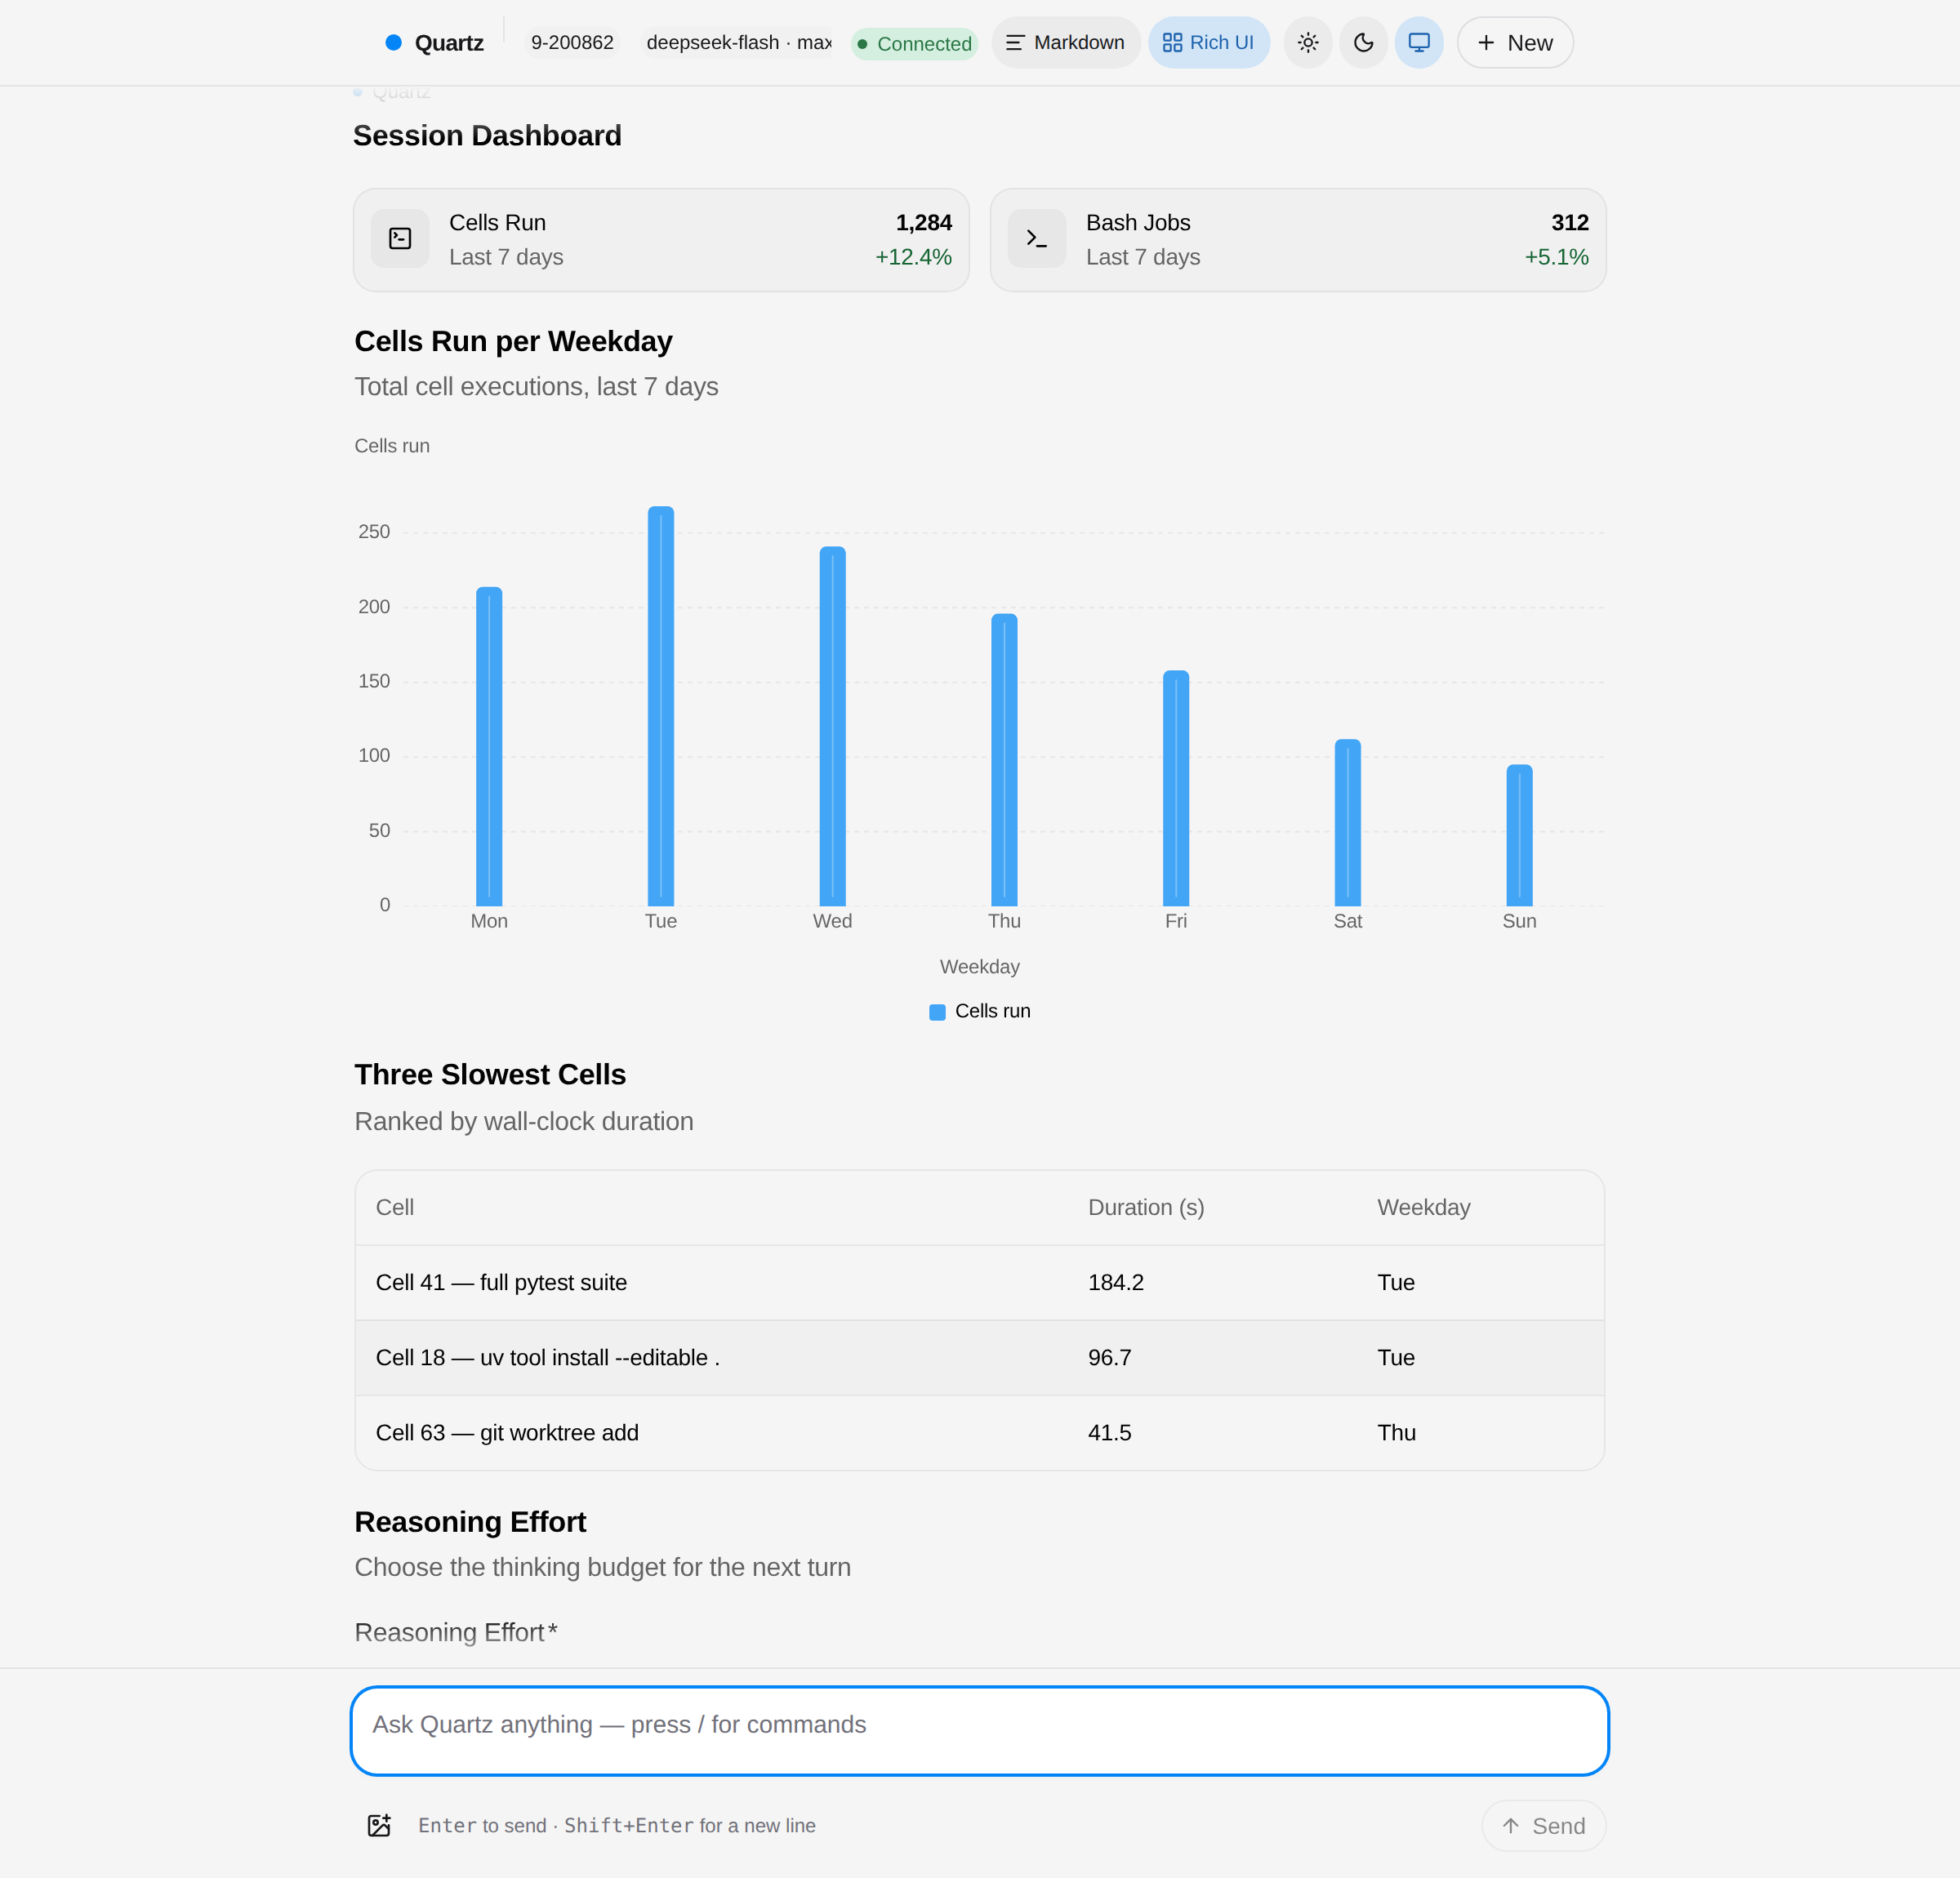 Quartz
9-200862
deepseek-flash · max
Connected
Markdown
Rich UI
New
Quartz
Session Dashboard
Cells Run
1,284
Last 7 days
+12.4%
Bash Jobs
312
Last 7 days
+5.1%
Cells Run per Weekday
Total cell executions, last 7 days
Cells run
250
200
150
100
50
0
Mon Tue Wed Thu Fri Sat Sun
Weekday
Cells run
Three Slowest Cells
Ranked by wall-clock duration
Cell Duration (s) Weekday
Cell 41 — full pytest suite 184.2 Tue
Cell 18 — uv tool install --editable . 96.7 Tue
Cell 63 — git worktree add 41.5 Thu
Reasoning Effort
Choose the thinking budget for the next turn
Reasoning Effort*
Ask Quartz anything — press / for commands
Enter to send · Shift+Enter for a new line
Send